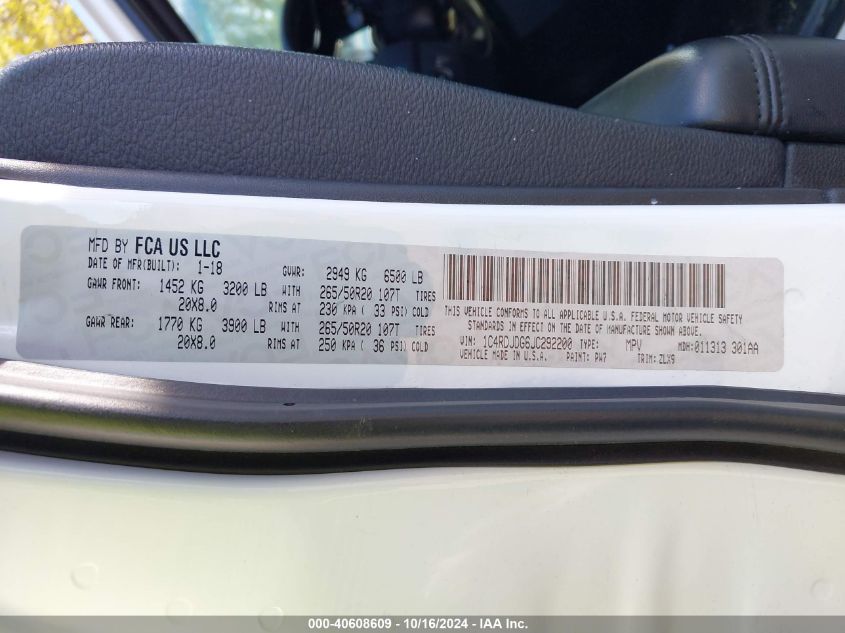 MFD BY FCA US LLC
DATE OF MFR(BUILT): 1-18 GVWR: 2949 KG 6500 LB
GAWR FRONT: 1452 KG 3200 LB WITH 265/50R20 107T TIRES
20X8.0 RIMS AT 230 KPA ( 33 PSI) COLD
GAWR REAR: 1770 KG 3900 LB WITH 265/50R20 107T TIRES
20X8.0 RIMS AT 250 KPA ( 36 PSI) COLD
THIS VEHICLE CONFORMS TO ALL APPLICABLE U.S.A. FEDERAL MOTOR VEHICLE SAFETY
STANDARDS IN EFFECT ON THE DATE OF MANUFACTURE SHOWN ABOVE.
VIN: 1C4RDJDG6JC292200 TYPE: MPV MDH:011313 301AA
VEHICLE MADE IN U.S.A. PAINT: PW7 TRIM: ZLX9
000-40608609 - 10/16/2024 - IAA Inc.